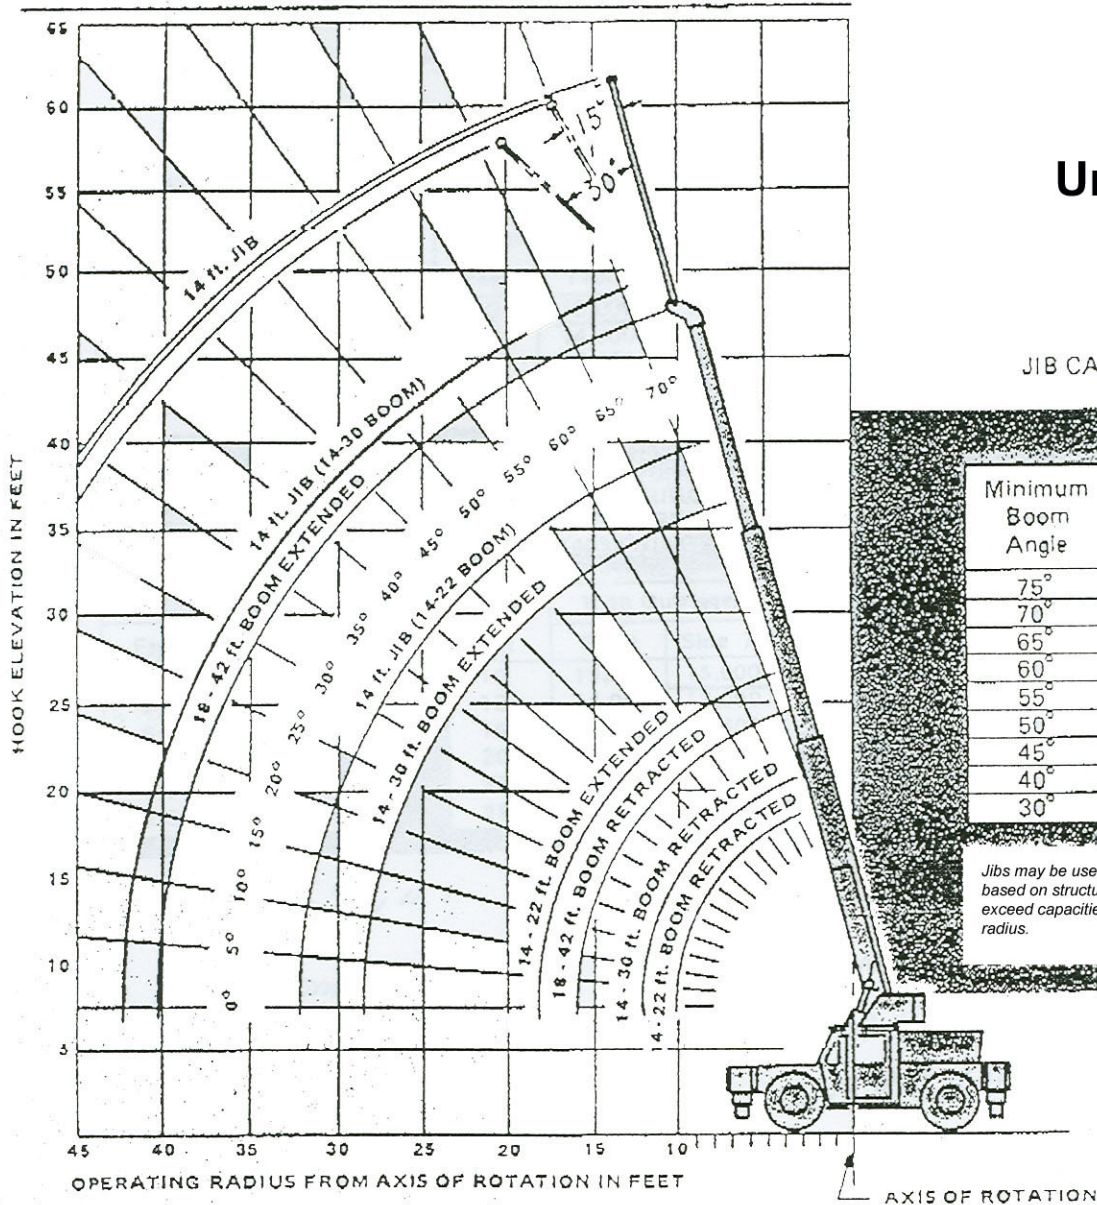 65
60
55
50
45
40
35
30
25
20
15
10
5
HOOK ELEVATION IN FEET
15°
30°
14 ft. JIB
14 ft. JIB (14-30 BOOM)
18 - 42 ft. BOOM EXTENDED
14 ft. JIB (14-22 BOOM)
14 - 30 ft. BOOM EXTENDED
14 - 22 ft. BOOM EXTENDED
18 - 42 ft. BOOM RETRACTED
14 - 30 ft. BOOM RETRACTED
4-22 ft. BOOM RETRACTED
70°
65°
60°
55°
50°
45°
40°
35°
30°
25°
20°
15°
10°
5°
0°
45 40 35 30 25 20 15 10
OPERATING RADIUS FROM AXIS OF ROTATION IN FEET
AXIS OF ROTATION
JIB CA
Minimum
Boom
Angle
75°
70°
65°
60°
55°
50°
45°
40°
30°
Jibs may be use
based on structu
exceed capacitie
radius.